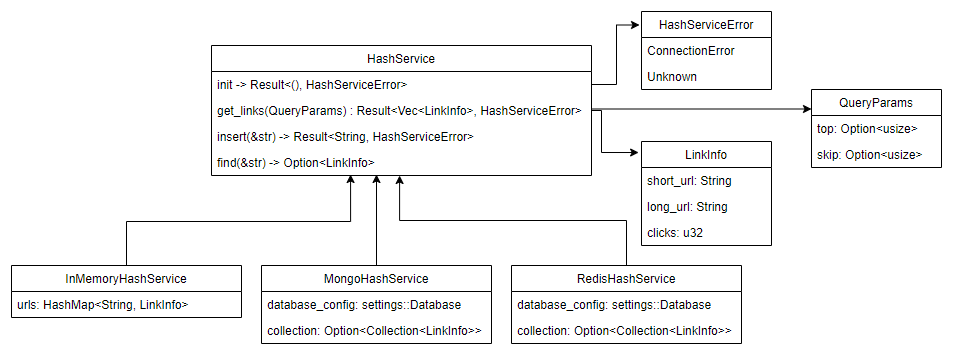 HashServiceError
ConnectionError
Unknown
HashService
init -> Result<(), HashServiceError>
get_links(QueryParams) : Result<Vec<LinkInfo>, HashServiceError>
insert(&str) -> Result<String, HashServiceError>
find(&str) -> Option<LinkInfo>
QueryParams
top: Option<usize>
skip: Option<usize>
LinkInfo
short_url: String
long_url: String
clicks: u32
InMemoryHashService
urls: HashMap<String, LinkInfo>
MongoHashService
database_config: settings::Database
collection: Option<Collection<LinkInfo>>
RedisHashService
database_config: settings::Database
collection: Option<Collection<LinkInfo>>